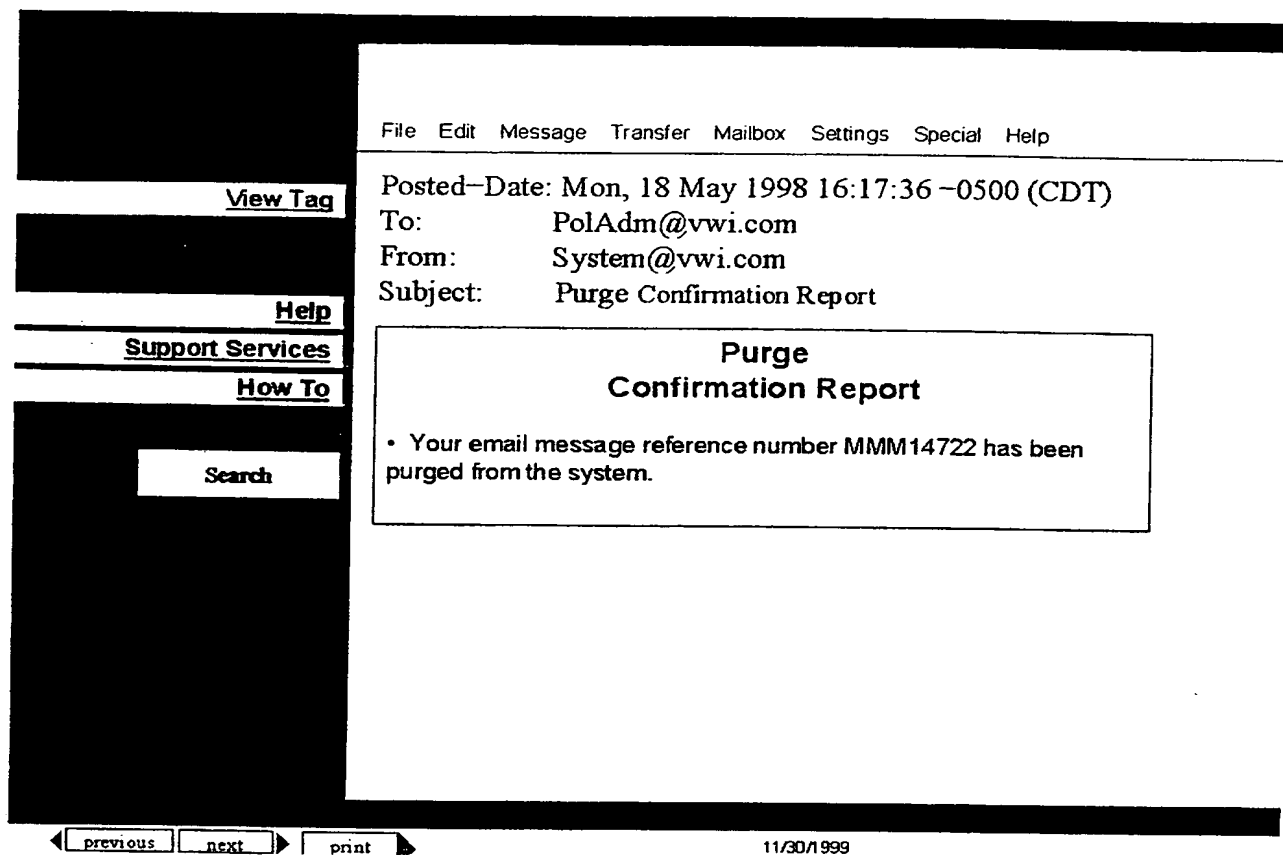 File Edit Message Transfer Mailbox Settings Special Help
View Tag
Help
Support Services
How To
Search
Posted-Date: Mon, 18 May 1998 16:17:36 -0500 (CDT)
To: PolAdm@vwi.com
From: System@vwi.com
Subject: Purge Confirmation Report
Purge
Confirmation Report
• Your email message reference number MMM14722 has been
purged from the system.
previous next print 11/30/1999